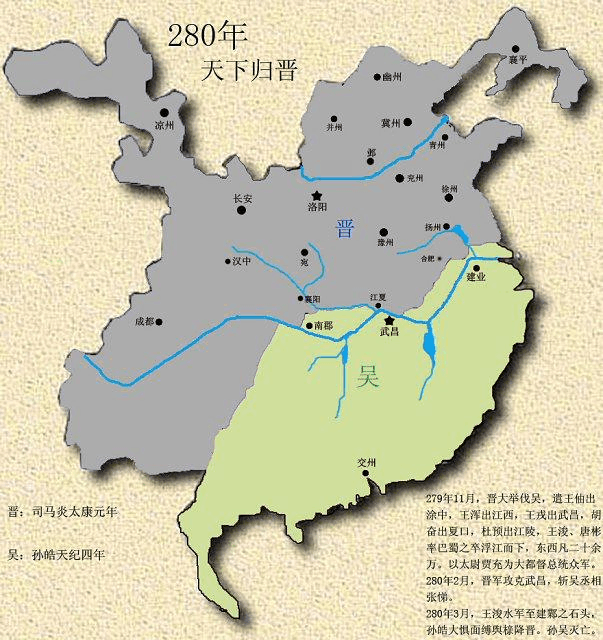 280年
天下归晋
襄平
幽州
凉州
并州
冀州
青州
邺
兖州
长安
洛阳
徐州
晋
豫州
扬州
汉中
宛
合肥
建业
襄阳
江夏
成都
南郡
武昌
吴
交州
晋：司马炎太康元年
吴：孙皓天纪四年
279年11月，晋大举伐吴，遣王伷出
涂中，王浑出江西，王戎出武昌，胡
奋出夏口，杜预出江陵，王浚、唐彬
率巴蜀之卒浮江而下，东西凡二十余
万。以太尉贾充为大都督总统众军。
280年2月，晋军攻克武昌，斩吴丞相
张悌。
280年3月，王浚水军至建邺之石头，
孙皓大惧面缚舆榇降晋。孙吴灭亡。